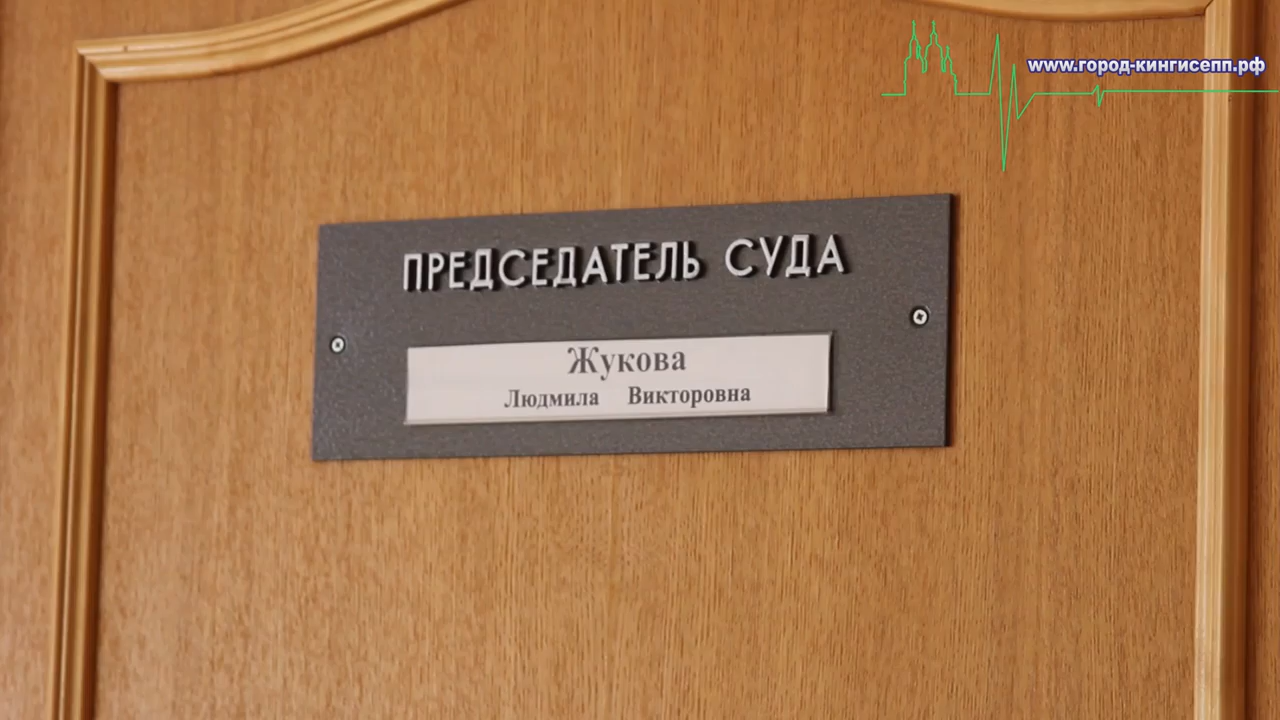 www.город-кингисепп.рф
ПРЕДСЕДАТЕЛЬ СУДА
Жукова
Людмила Викторовна